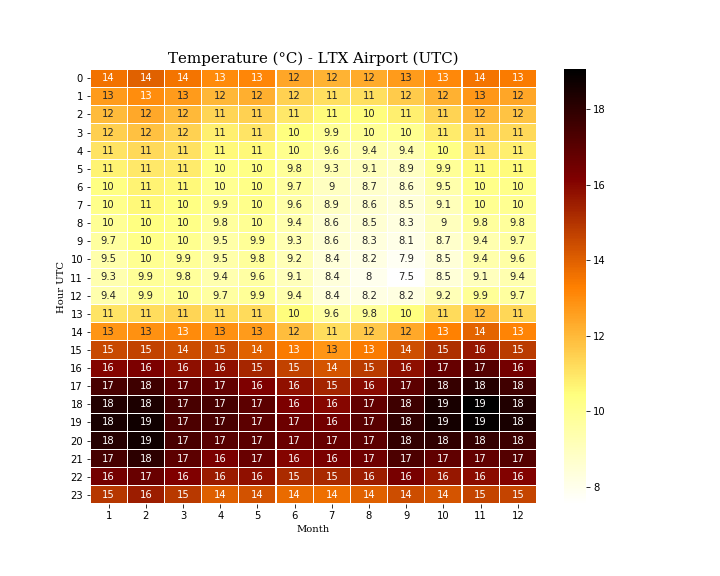 Temperature (°C) - LTX Airport (UTC)
0 14 14 14 13 13 12 12 12 13 13 14 13
1 13 13 13 12 12 12 11 11 12 12 13 12
2 12 12 12 11 11 11 11 10 11 11 12 12
3 12 12 12 11 11 10 9.9 10 10 11 11 11
4 11 11 11 11 11 10 9.6 9.4 9.4 10 11 11
5 11 11 11 10 10 9.8 9.3 9.1 8.9 9.9 11 11
6 10 11 11 10 10 9.7 9 8.7 8.6 9.5 10 10
7 10 11 10 9.9 10 9.6 8.9 8.6 8.5 9.1 10 10
8 10 10 10 9.8 10 9.4 8.6 8.5 8.3 9 9.8 9.8
9 9.7 10 10 9.5 9.9 9.3 8.6 8.3 8.1 8.7 9.4 9.7
10 9.5 10 9.9 9.5 9.8 9.2 8.4 8.2 7.9 8.5 9.4 9.6
11 9.3 9.9 9.8 9.4 9.6 9.1 8.4 8 7.5 8.5 9.1 9.4
12 9.4 9.9 10 9.7 9.9 9.4 8.4 8.2 8.2 9.2 9.9 9.7
13 11 11 11 11 11 10 9.6 9.8 10 11 12 11
14 13 13 13 13 13 12 11 12 12 13 14 13
15 15 15 14 15 14 13 13 13 14 15 16 15
16 16 16 16 16 15 15 14 15 16 17 17 16
17 17 18 17 17 16 16 15 16 17 18 18 18
18 18 18 17 17 17 16 16 17 18 19 19 18
19 18 19 17 17 17 17 16 17 18 19 19 18
20 18 19 17 17 17 17 17 17 18 18 18 18
21 17 18 17 16 17 16 16 16 17 17 17 17
22 16 17 16 16 16 15 15 16 16 16 16 16
23 15 16 15 14 14 14 14 14 14 14 15 15
1 2 3 4 5 6 7 8 9 10 11 12
Month
Hour UTC
18
16
14
12
10
8